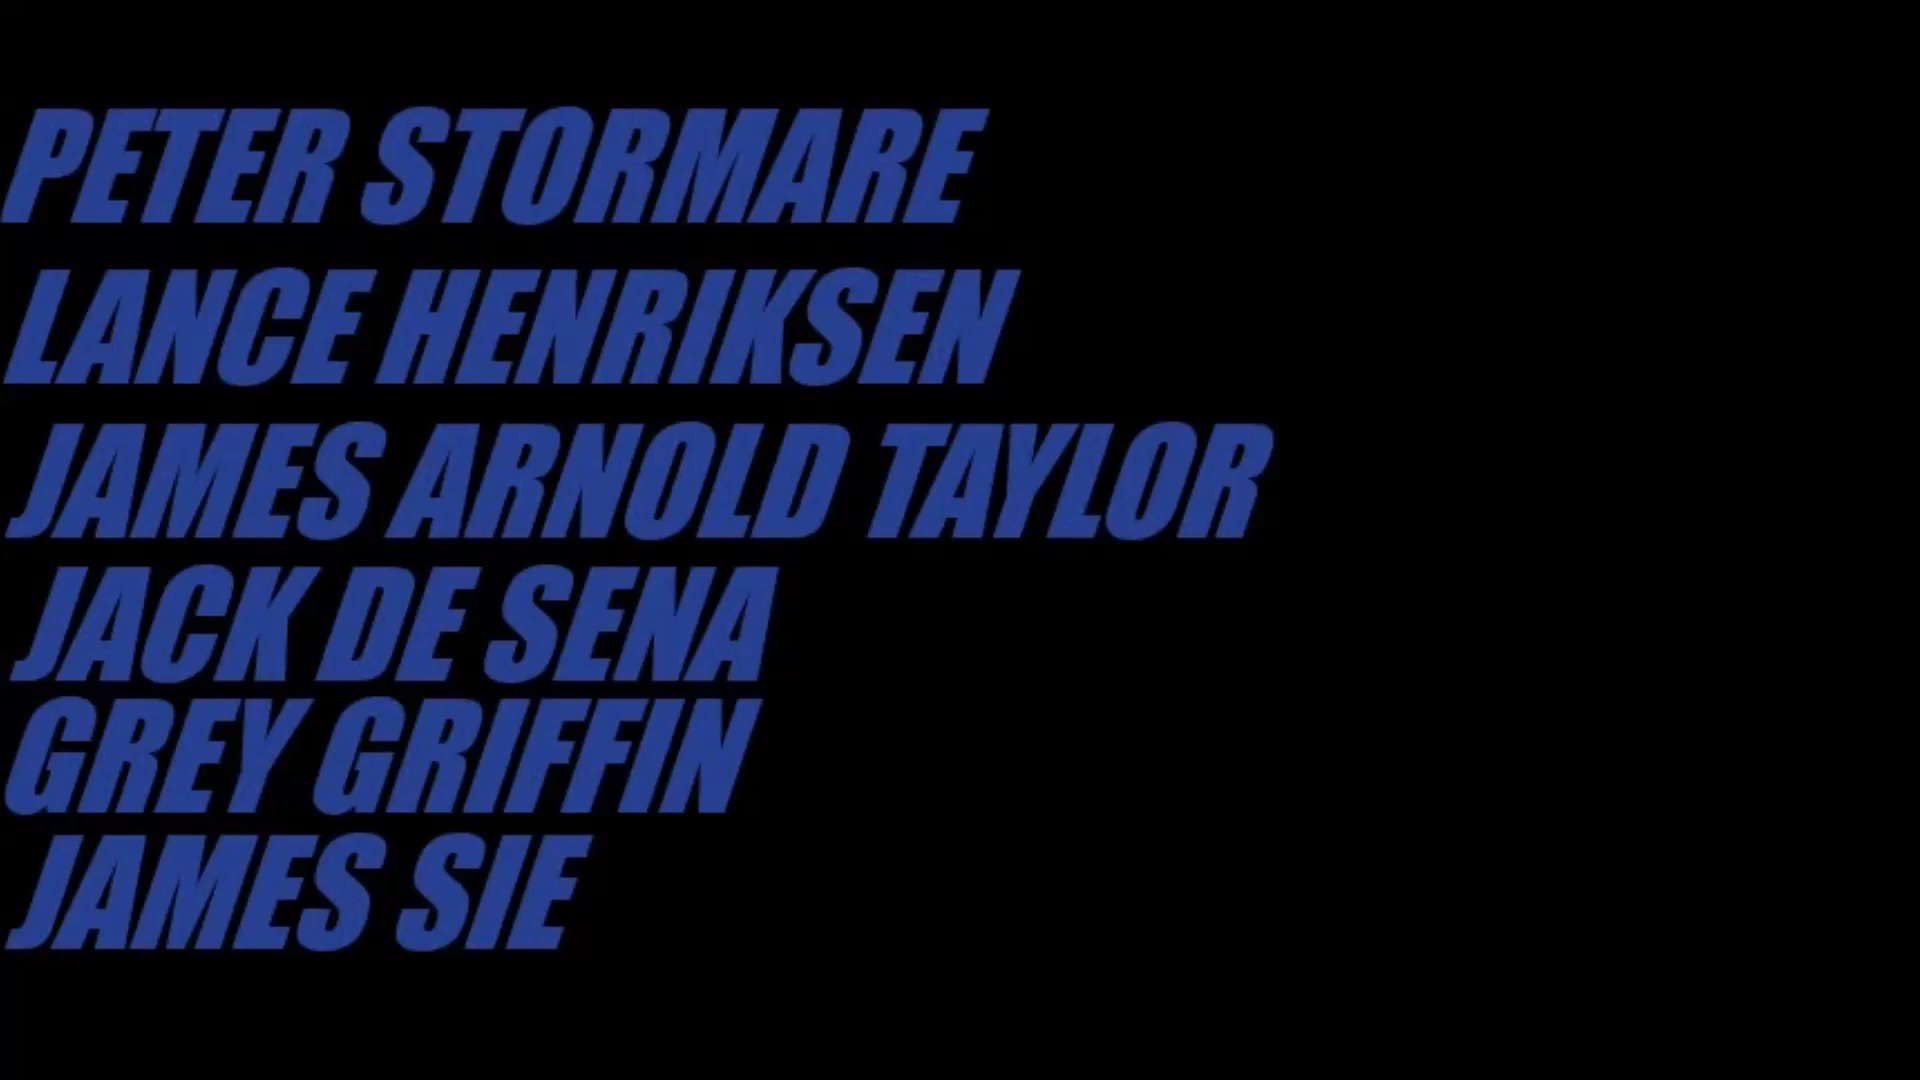 PETER STORMARE
LANCE HENRIKSEN
JAMES ARNOLD TAYLOR
JACK DE SENA
GREY GRIFFIN
JAMES SIE